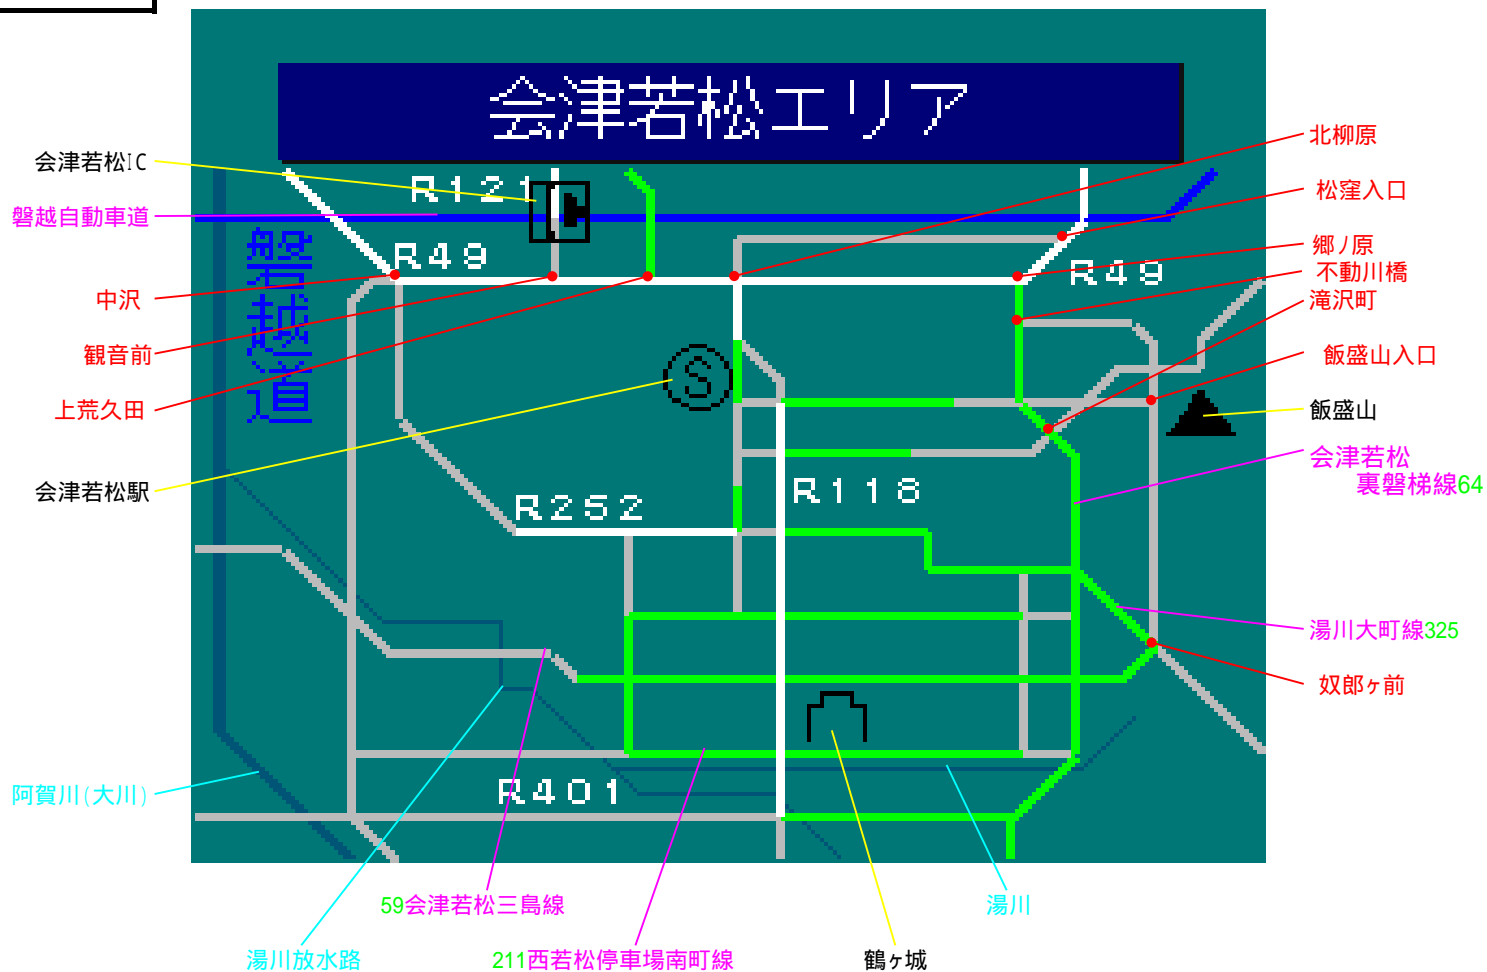 会津若松エリア
北柳原
会津若松IC
R121
松窪入口
磐越自動車道
磐越道
R49
R49
郷ノ原
不動川橋
中沢
滝沢町
観音前
飯盛山入口
S
上荒久田
飯盛山
会津若松
裏磐梯線64
会津若松駅
R118
R252
湯川大町線325
奴郎ヶ前
阿賀川(大川)
R401
59会津若松三島線
湯川
湯川放水路
211西若松停車場南町線
鶴ヶ城